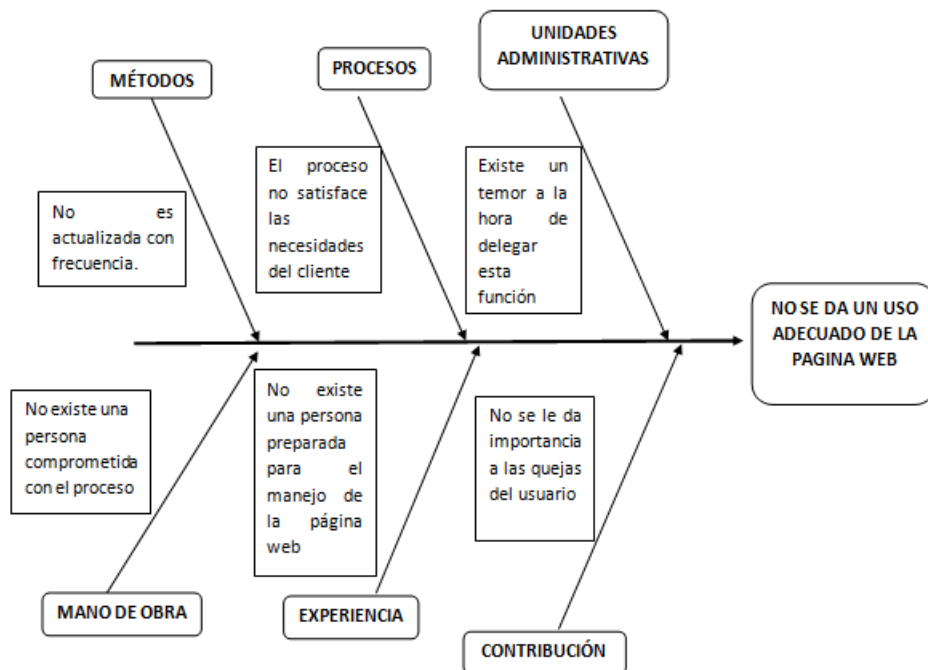 UNIDADES
ADMINISTRATIVAS
PROCESOS
MÉTODOS
El proceso
no satisface
las
necesidades
del cliente
Existe un
temor a la
hora de
delegar
esta
función
No es
actualizada con
frecuencia.
NO SE DA UN USO
ADECUADO DE LA
PAGINA WEB
No existe una
persona
comprometida
con el proceso
No existe
una persona
preparada
para el
manejo de
la página
web
No se le da
importancia
a las quejas
del usuario
MANO DE OBRA
EXPERIENCIA
CONTRIBUCIÓN